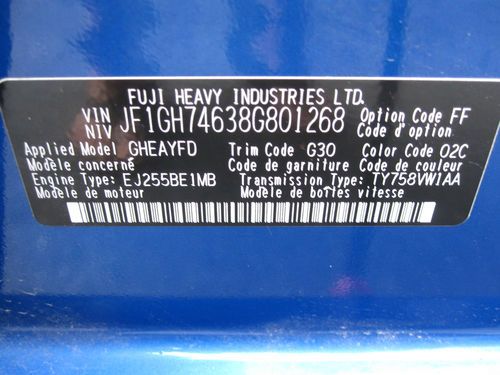 FUJI HEAVY INDUSTRIES LTD.
VIN NIV JF1GH74638G801268 Option Code FF
Code d'option
Applied Model GHEAYFD Trim Code G30 Color Code 02C
Modele concerné Code de garniture Code de couleur
Engine Type: EJ255BE1MB Transmission Type: TY758VW1AA
Modèle de moteur Modèle de boîtes vitesse